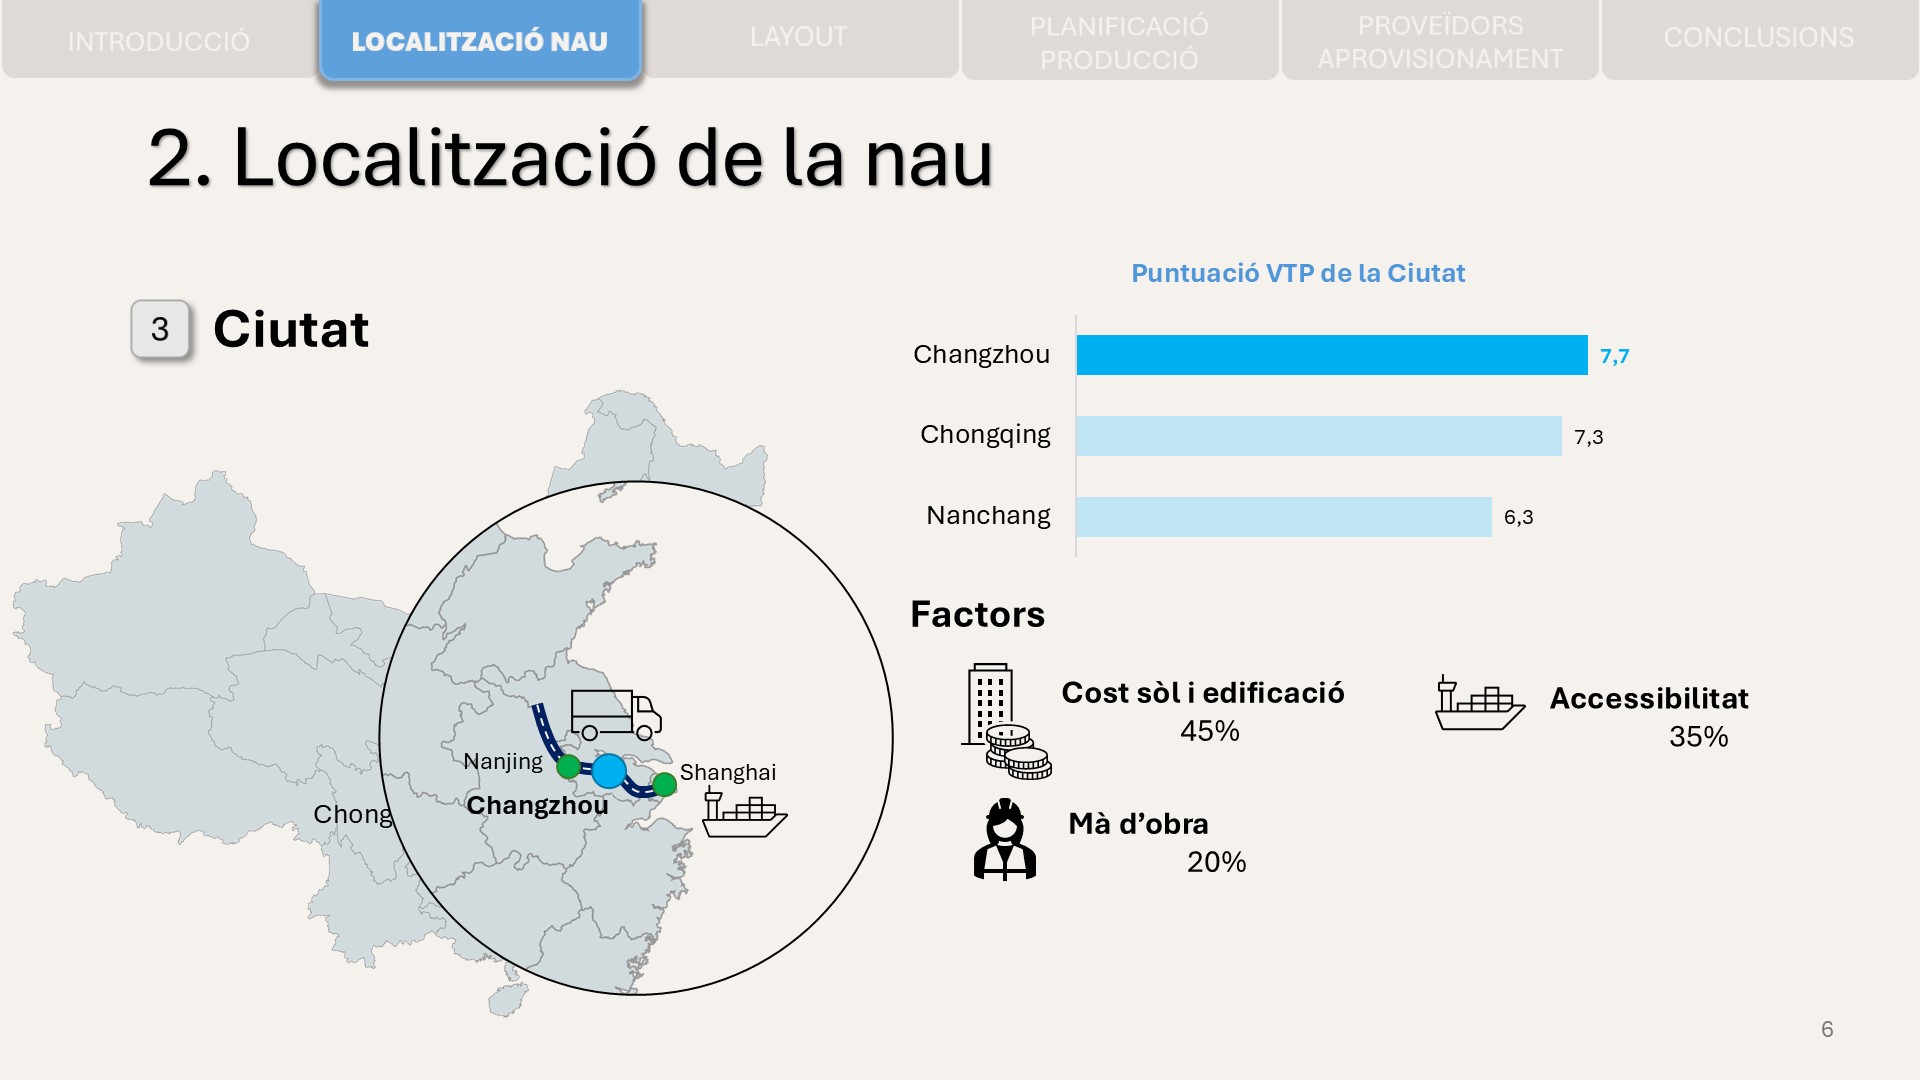 INTRODUCCIÓ
LOCALITZACIÓ NAU
LAYOUT
PLANIFICACIÓ
PRODUCCIÓ
PROVEÏDORS
APROVISIONAMENT
CONCLUSIONS
2. Localització de la nau
3 Ciutat
Puntuació VTP de la Ciutat
Changzhou 7,7
Chongqing 7,3
Nanchang 6,3
Nanjing
Shanghai
Changzhou
Chong
Factors
Cost sòl i edificació
45%
Accessibilitat
35%
Mà d’obra
20%
6